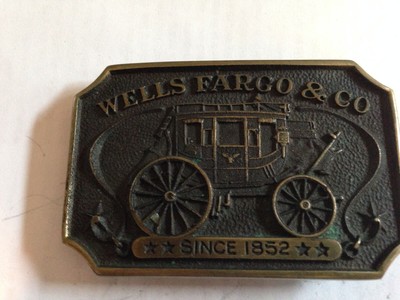 WELLS FARGO & CO
SINCE 1852